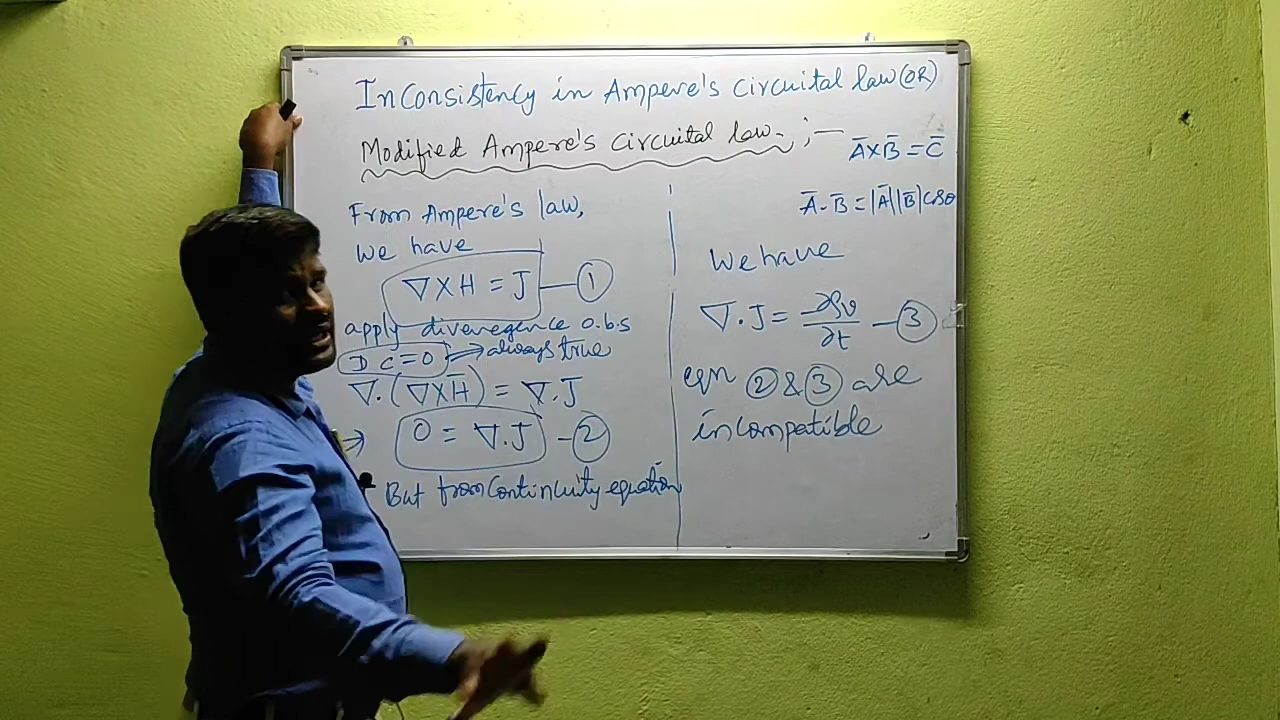 Inconsistency in Ampere's circuital law (OR)
Modified Ampere's circuital law. ;—
A̅ × B̅ = C̅
A̅ . B̅ = |A̅| |B̅| cosθ
From Ampere's law,
we have
∇ X H = J — ①
apply divenegence o.b.s
D C = 0 ⇒ always true
∇ . (∇ X H̅) = ∇ . J
⇒ 0 = ∇ . J – ②
But from continuity equation
we have
∇ . J = -∂ρv/∂t — ③
eqn ② & ③ are
incompatible